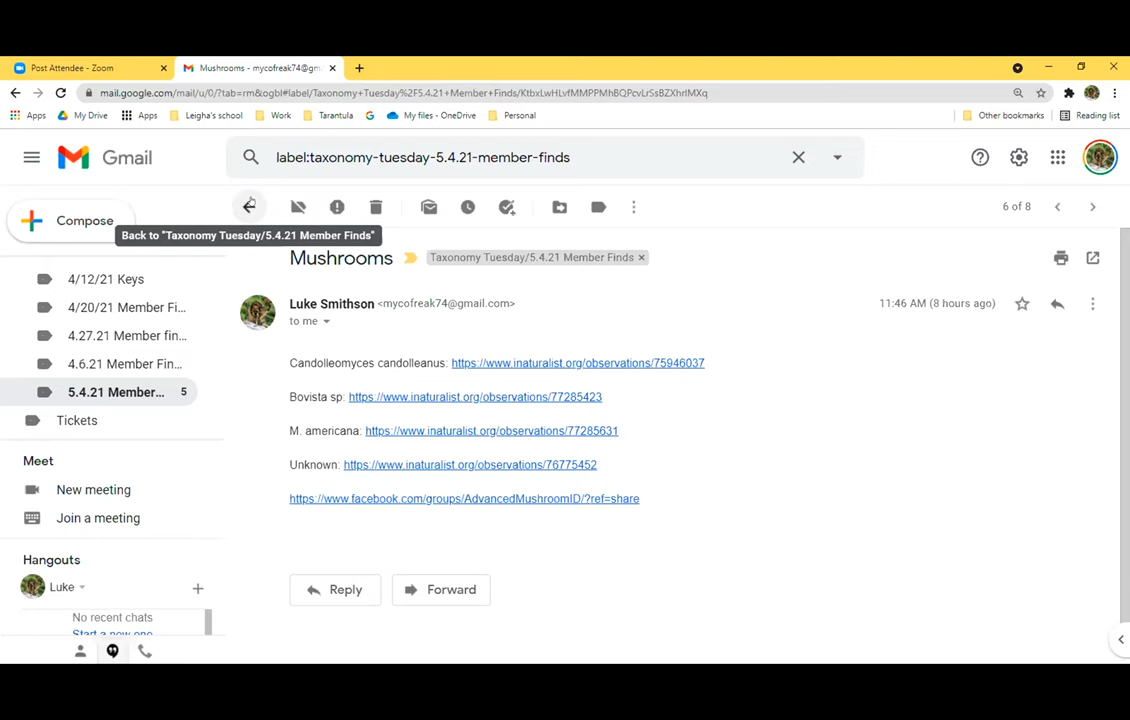 Post Attendee - Zoom
Mushrooms - mycofreak74@gm
mail.google.com/mail/u/0/?tab=rm&ogbl#label/Taxonomy+Tuesday%2F5.4.21+Member+Finds/KtbxLwHLvfMMPPMhBQPcvLrSsBZXhrlMXq
Apps
My Drive
Apps
Leigha's school
Work
Tarantula
My files - OneDrive
Personal
Other bookmarks
Reading list
Gmail
label:taxonomy-tuesday-5.4.21-member-finds
Compose
6 of 8
Back to "Taxonomy Tuesday/5.4.21 Member Finds"
Mushrooms
Taxonomy Tuesday/5.4.21 Member Finds ×
4/12/21 Keys
4/20/21 Member Fi...
4.27.21 Member fin...
4.6.21 Member Fin...
5.4.21 Member... 5
Tickets
Luke Smithson <mycofreak74@gmail.com>
11:46 AM (8 hours ago)
to me
Candolleomyces candolleanus: https://www.inaturalist.org/observations/75946037
Bovista sp: https://www.inaturalist.org/observations/77285423
M. americana: https://www.inaturalist.org/observations/77285631
Unknown: https://www.inaturalist.org/observations/76775452
https://www.facebook.com/groups/AdvancedMushroomID/?ref=share
Meet
New meeting
Join a meeting
Hangouts
Luke
No recent chats
Start a new one
Reply
Forward